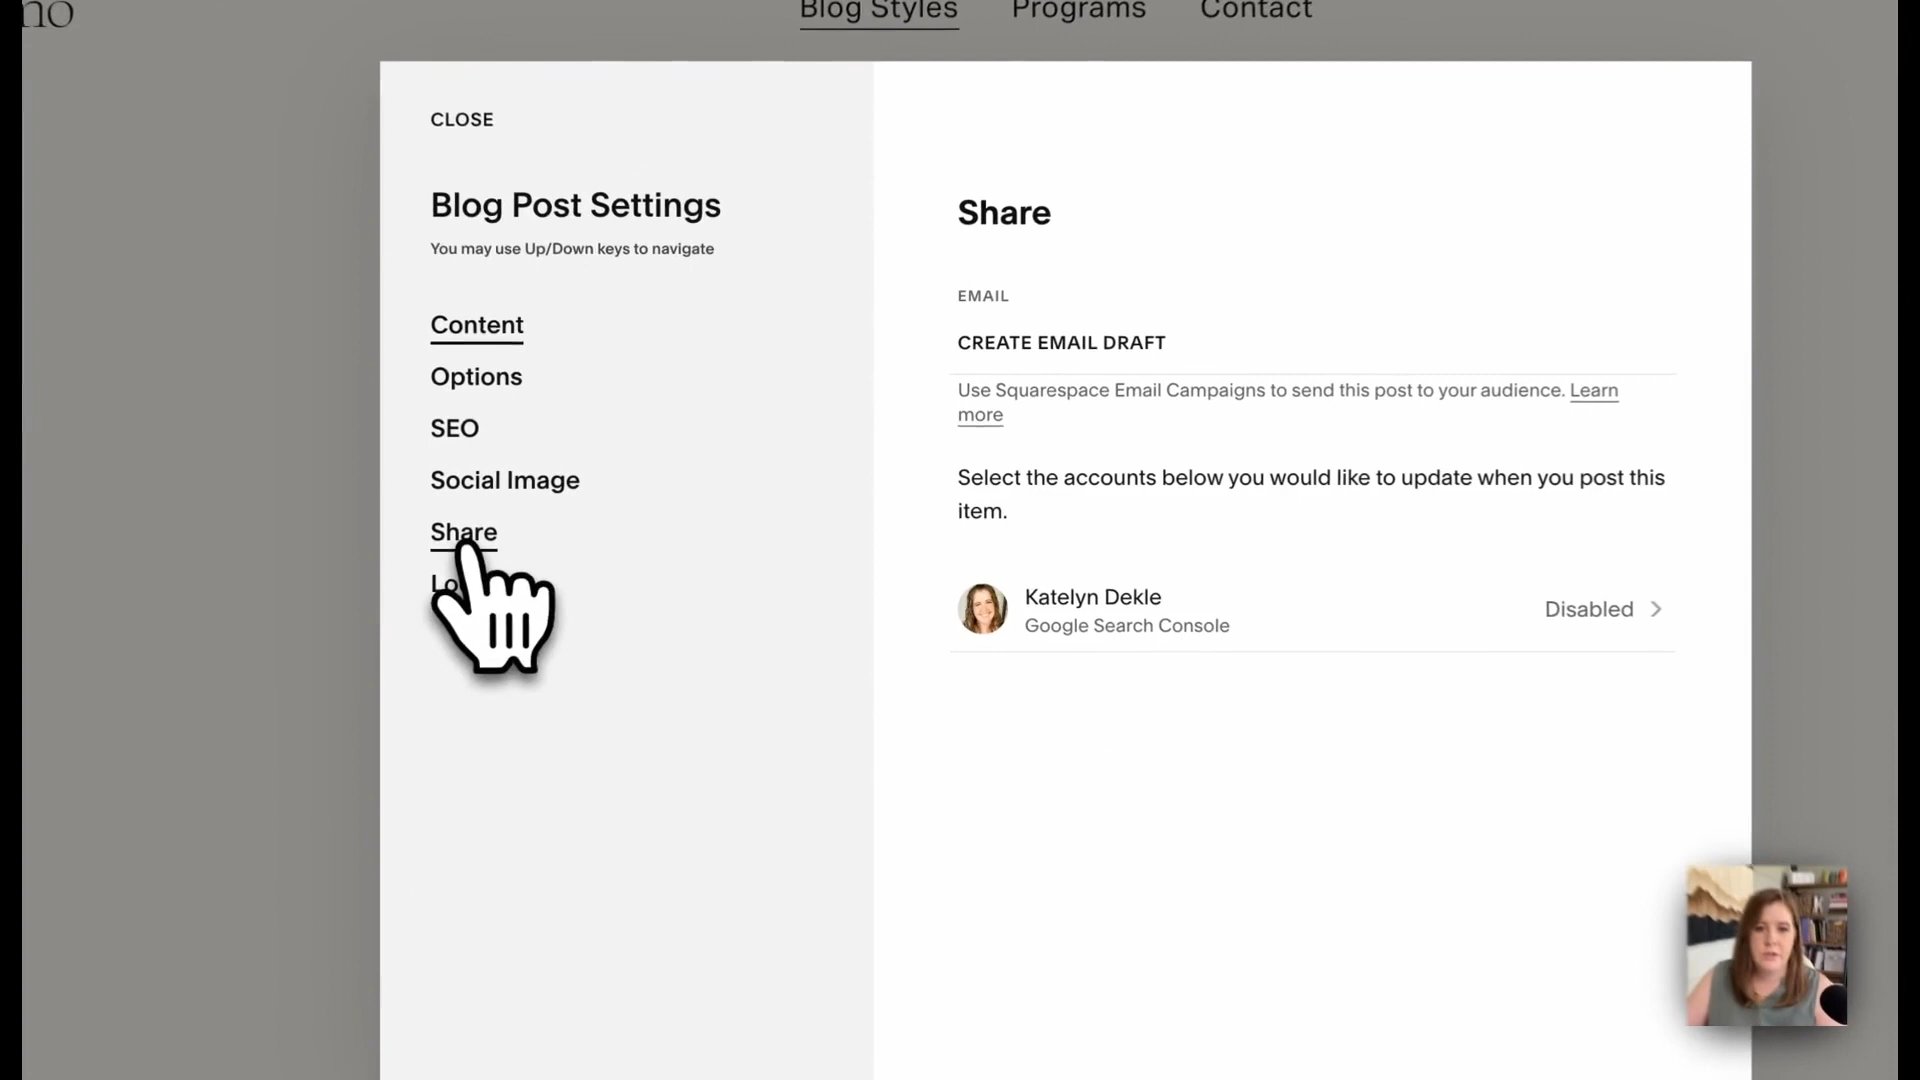 no
Blog Styles Programs Contact
CLOSE
Blog Post Settings
You may use Up/Down keys to navigate
Content
Options
SEO
Social Image
Share
Lo
Share
EMAIL
CREATE EMAIL DRAFT
Use Squarespace Email Campaigns to send this post to your audience. Learn
more
Select the accounts below you would like to update when you post this
item.
Katelyn Dekle
Google Search Console
Disabled